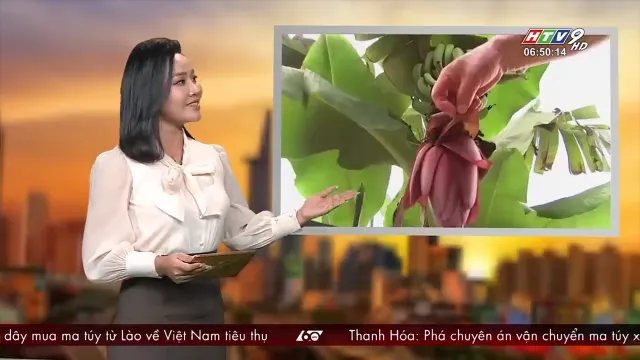 HTV9 HD
06:50:14
dây mua ma túy từ Lào về Việt Nam tiêu thụ
60
Thanh Hóa: Phá chuyên án vận chuyển ma túy x